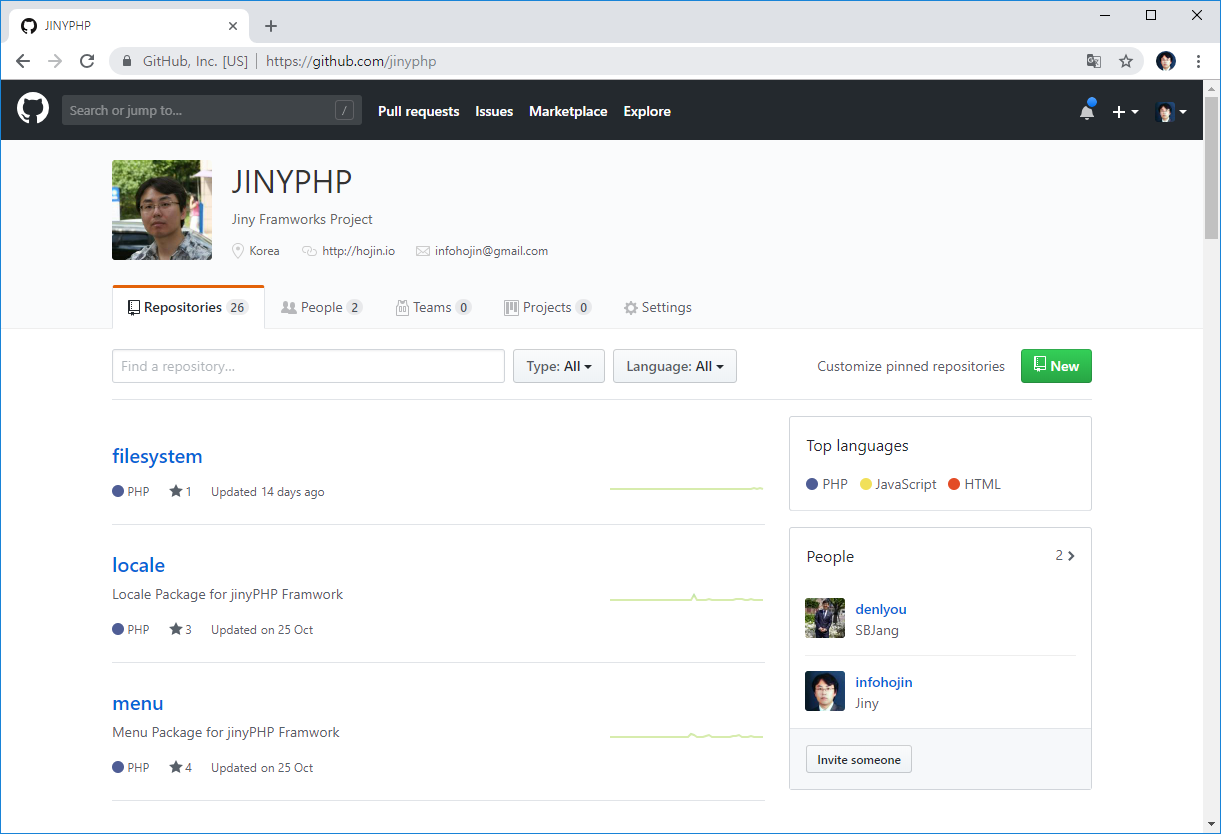 JINYPHP
GitHub, Inc. [US] | https://github.com/jinyphp
Search or jump to... /
Pull requests Issues Marketplace Explore
JINYPHP
Jiny Framworks Project
Korea http://hojin.io infohojin@gmail.com
Repositories 26 People 2 Teams 0 Projects 0 Settings
Find a repository... Type: All Language: All Customize pinned repositories New
filesystem
PHP 1 Updated 14 days ago
locale
Locale Package for jinyPHP Framwork
PHP 3 Updated on 25 Oct
menu
Menu Package for jinyPHP Framwork
PHP 4 Updated on 25 Oct
Top languages
PHP JavaScript HTML
People 2
denlyou
SBJang
infohojin
Jiny
Invite someone